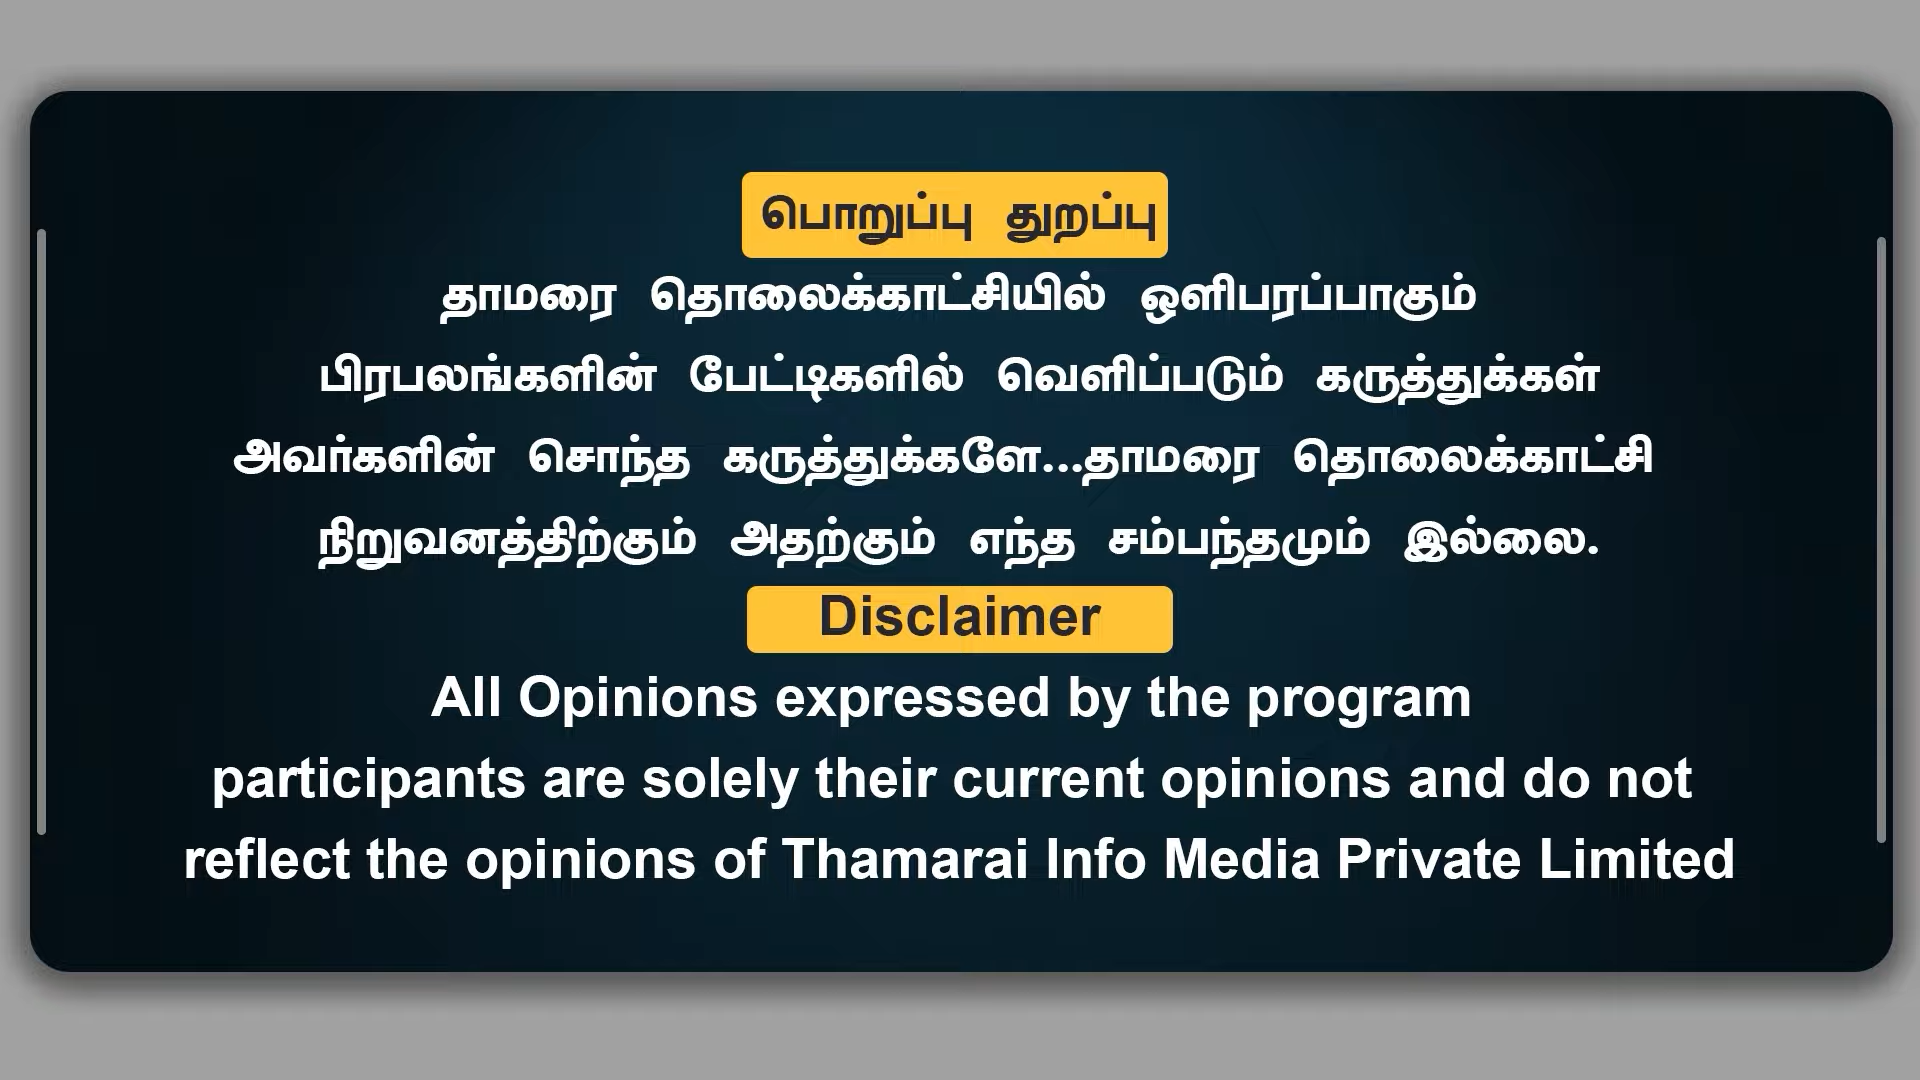 பொறுப்பு துறப்பு
தாமரை தொலைக்காட்சியில் ஒளிபரப்பாகும்
பிரபலங்களின் பேட்டிகளில் வெளிப்படும் கருத்துக்கள்
அவர்களின் சொந்த கருத்துக்களே...தாமரை தொலைக்காட்சி
நிறுவனத்திற்கும் அதற்கும் எந்த சம்பந்தமும் இல்லை.
Disclaimer
All Opinions expressed by the program
participants are solely their current opinions and do not
reflect the opinions of Thamarai Info Media Private Limited